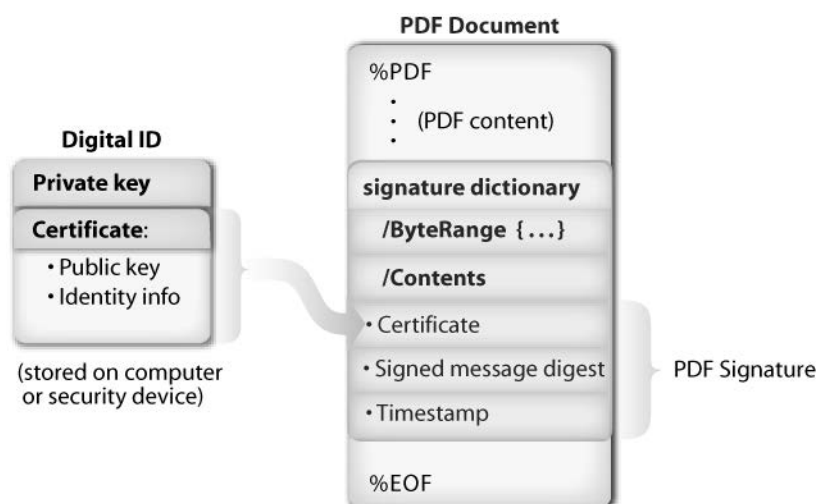 PDF Document
%PDF
(PDF content)
Digital ID
Private key
Certificate:
• Public key
• Identity info
(stored on computer
or security device)
signature dictionary
/ByteRange {...}
/Contents
• Certificate
• Signed message digest
• Timestamp
PDF Signature
%EOF